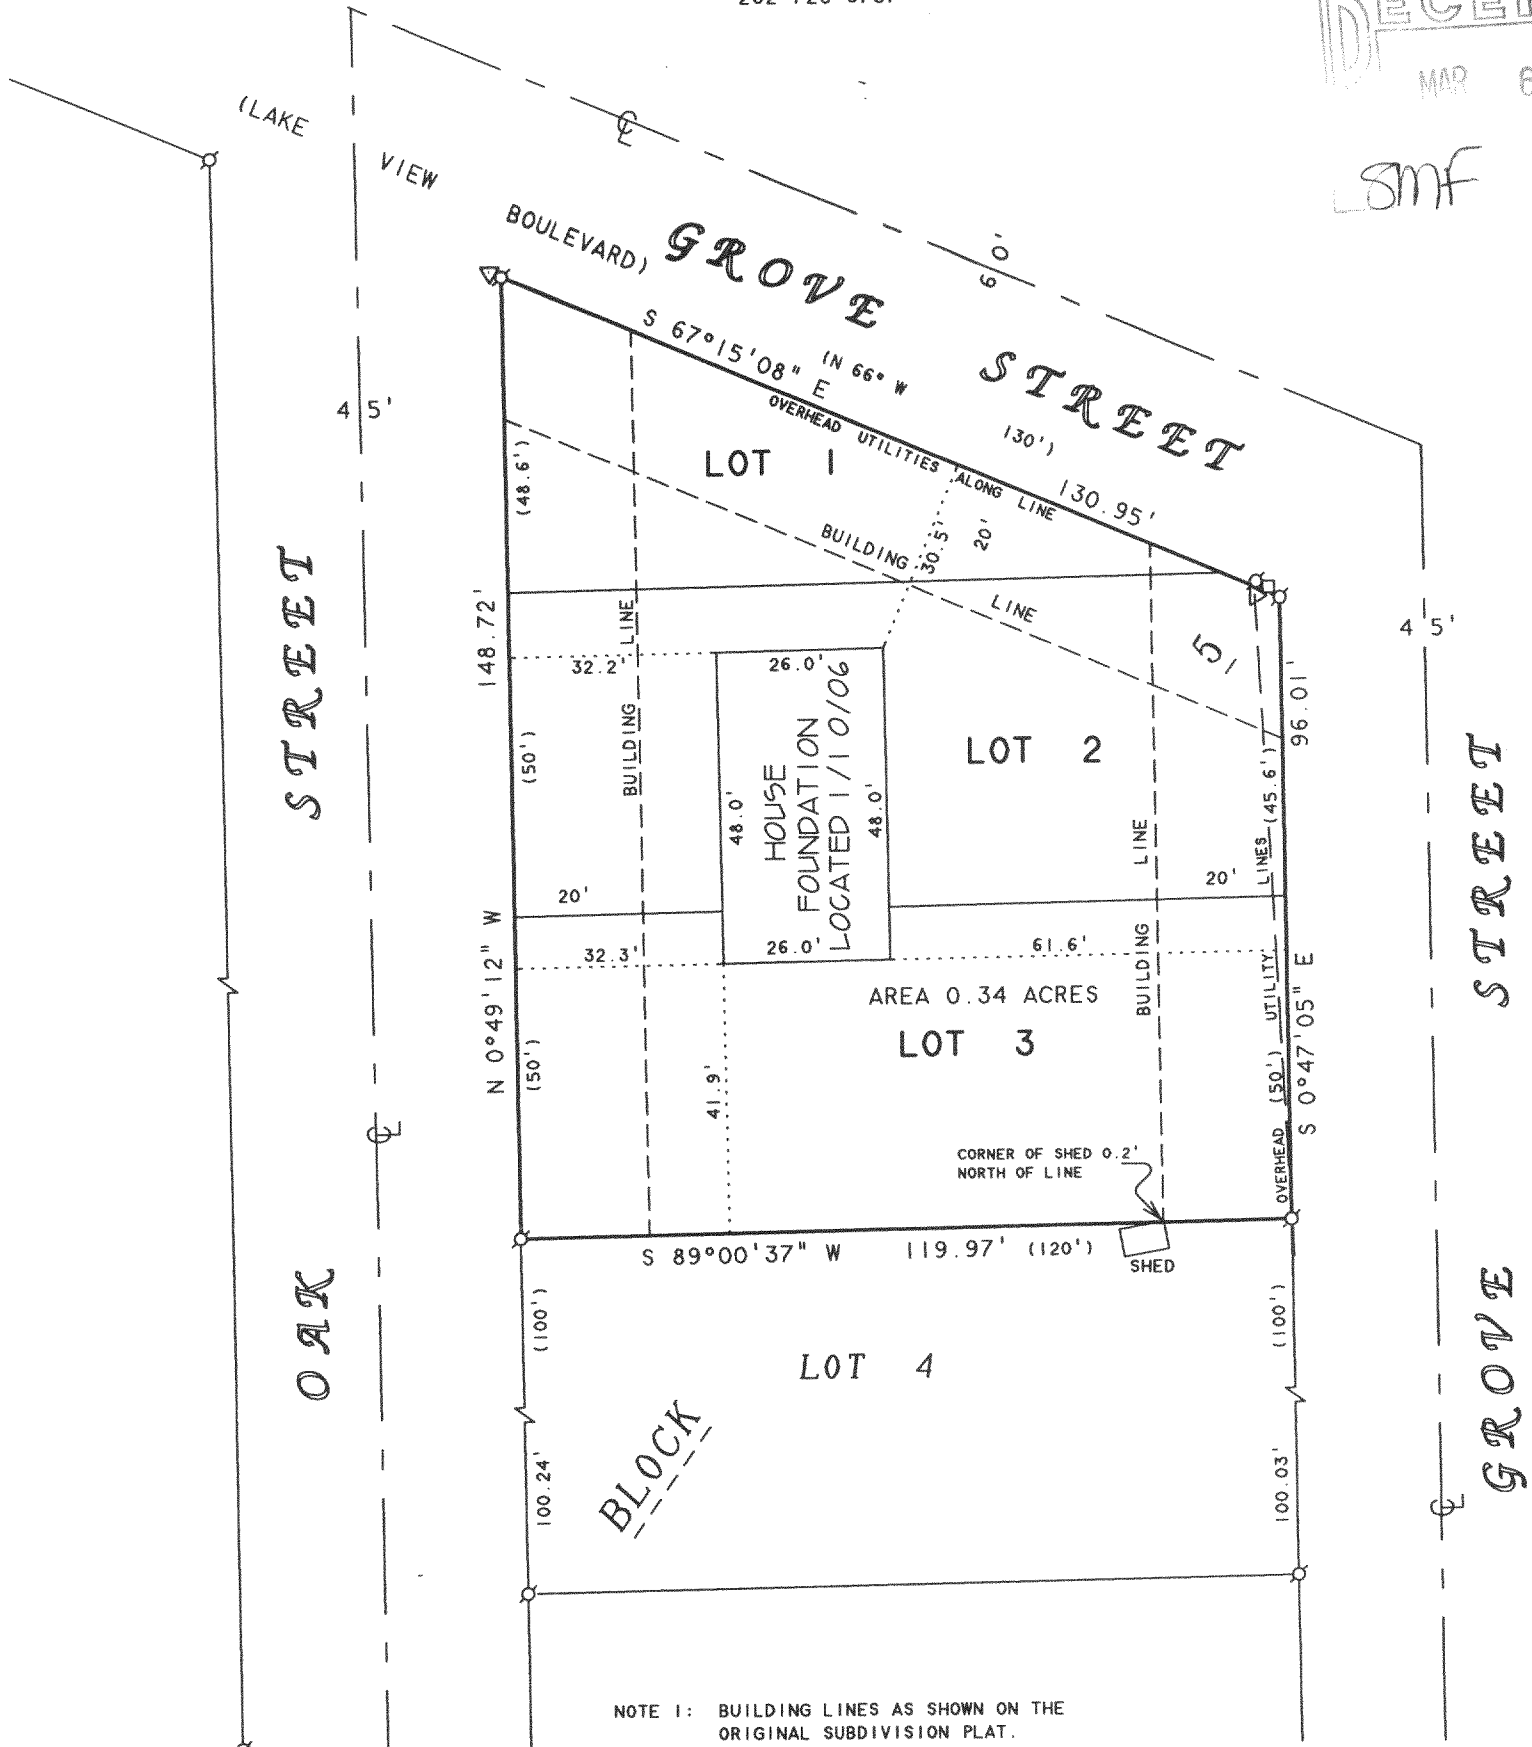 MAR 6
SMF
(LAKE VIEW BOULEVARD)
GROVE STREET
60'
S 67°15'08" E
(N 66° W 130')
130.95'
OVERHEAD UTILITIES ALONG LINE
45'
LOT 1
(48.6')
BUILDING LINE
30.5'
20'
STREET
148.72'
BUILDING LINE
32.2'
26.0'
51
45'
96.01'
(50')
48.0'
HOUSE
FOUNDATION
LOCATED 1/10/06
48.0'
LOT 2
(45.6')
BUILDING LINE
STREET
20'
20'
32.3'
26.0'
61.6'
OVERHEAD UTILITY LINES
N 0°49'12" W
AREA 0.34 ACRES
LOT 3
S 0°47'05" E
(50')
41.9'
(50')
CORNER OF SHED 0.2'
NORTH OF LINE
S 89°00'37" W 119.97' (120')
SHED
OAK
(100')
LOT 4
(100')
GROVE
BLOCK
100.24'
100.03'
NOTE 1: BUILDING LINES AS SHOWN ON THE
ORIGINAL SUBDIVISION PLAT.